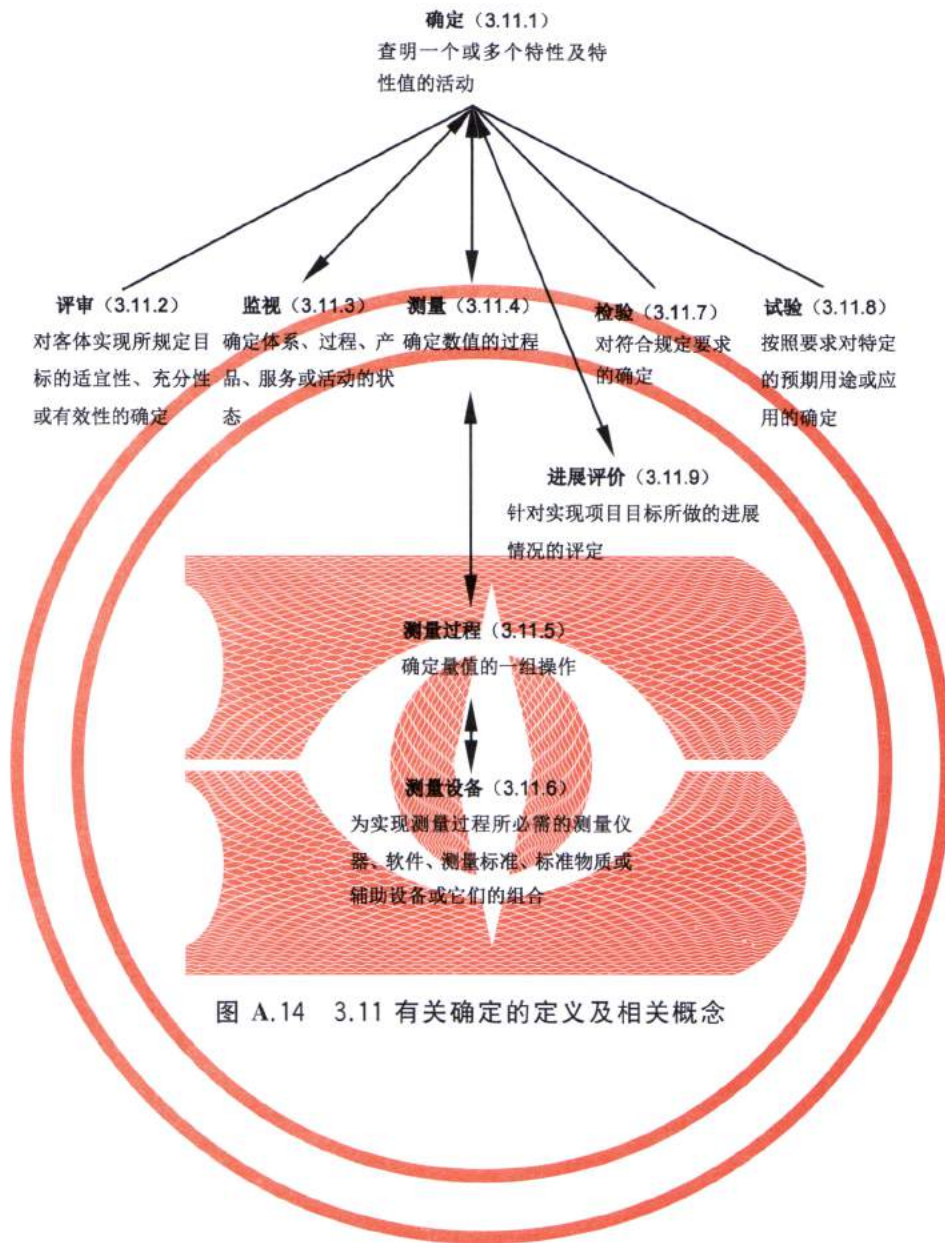 确定（3.11.1）
查明一个或多个特性及特
性值的活动
评审（3.11.2）
对客体实现所规定目
标的适宜性、充分性
或有效性的确定
监视（3.11.3）
确定体系、过程、产
品、服务或活动的状
态
测量（3.11.4）
确定数值的过程
检验（3.11.7）
对符合规定要求
的确定
试验（3.11.8）
按照要求对特定
的预期用途或应
用的确定
进展评价（3.11.9）
针对实现项目目标所做的进展
情况的评定
测量过程（3.11.5）
确定量值的一组操作
测量设备（3.11.6）
为实现测量过程所必需的测量仪
器、软件、测量标准、标准物质或
辅助设备或它们的组合
图 A.14 3.11 有关确定的定义及相关概念